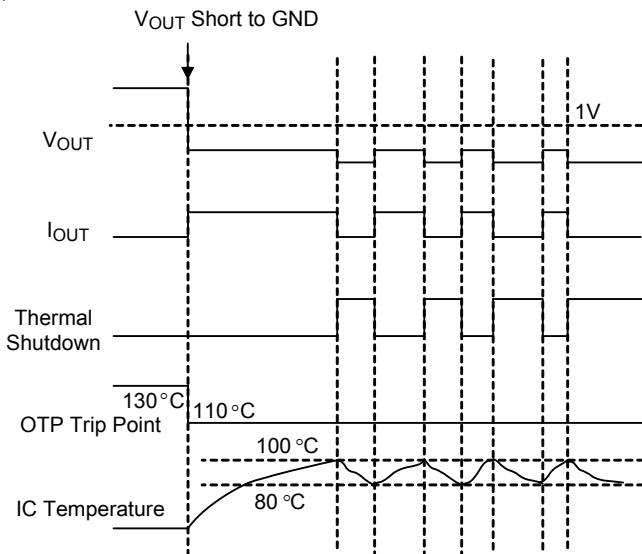 VOUT Short to GND
1V
VOUT
IOUT
Thermal
Shutdown
130 °C
110 °C
OTP Trip Point
100 °C
80 °C
IC Temperature